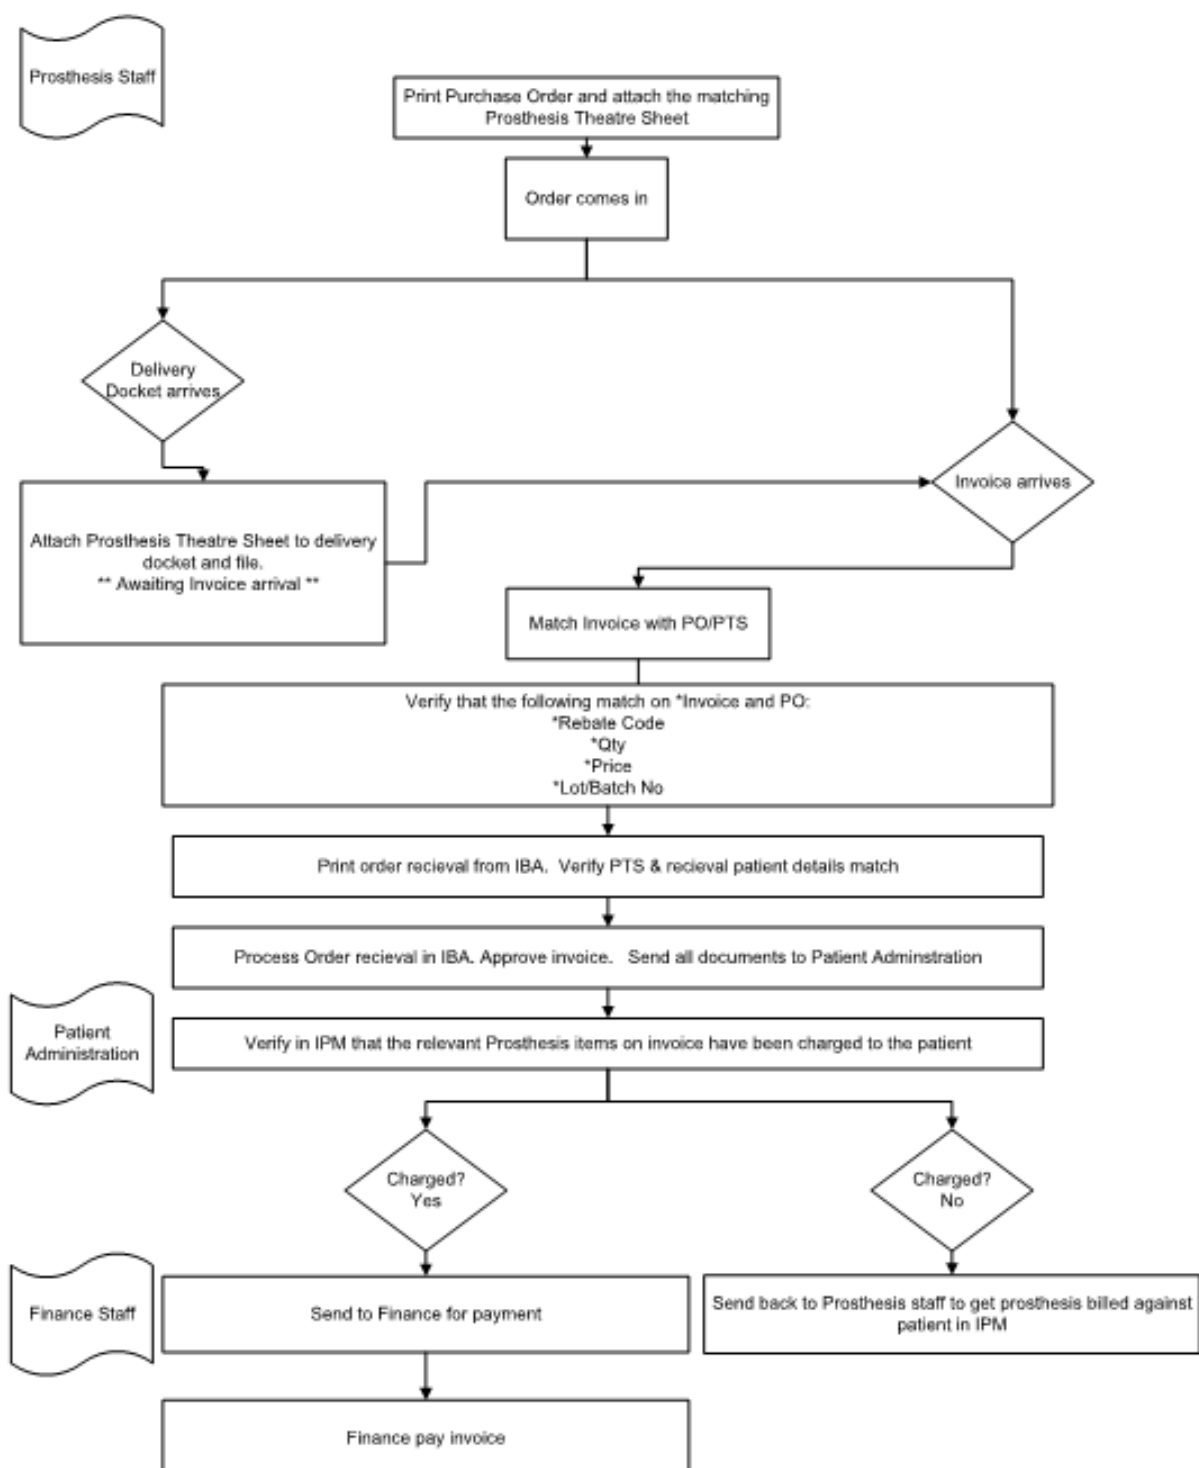 Prosthesis Staff
Print Purchase Order and attach the matching
Prosthesis Theatre Sheet
Order comes in
Delivery
Docket arrives
Invoice arrives
Attach Prosthesis Theatre Sheet to delivery
docket and file.
** Awaiting Invoice arrival **
Match Invoice with PO/PTS
Verify that the following match on *Invoice and PO:
*Rebate Code
*Qty
*Price
*Lot/Batch No
Print order recieval from IBA. Verify PTS & recieval patient details match
Process Order recieval in IBA. Approve invoice. Send all documents to Patient Adminstration
Patient
Administration
Verify in IPM that the relevant Prosthesis items on invoice have been charged to the patient
Charged?
Yes
Charged?
No
Finance Staff
Send to Finance for payment
Send back to Prosthesis staff to get prosthesis billed against
patient in IPM
Finance pay invoice